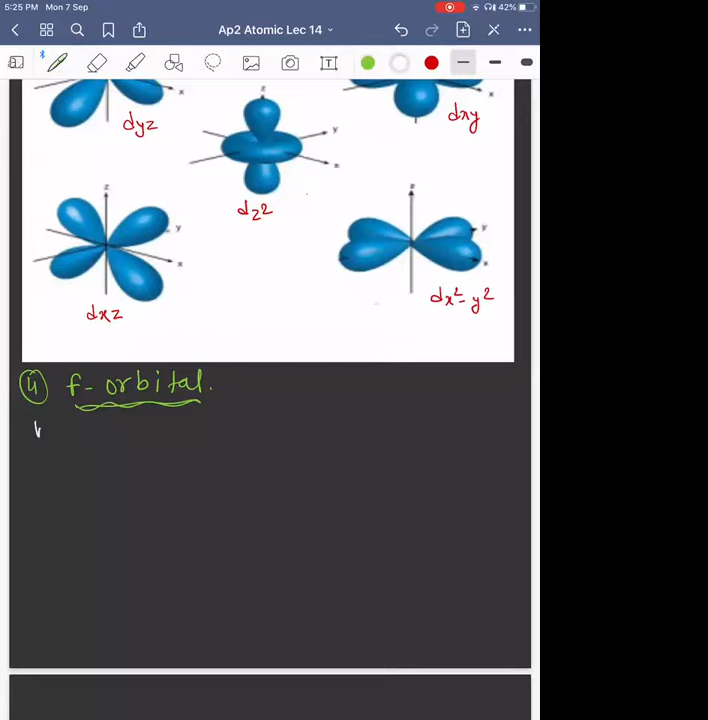 5:25 PM Mon 7 Sep
42%
Ap2 Atomic Lec 14
T
x
z
x
dyz
y
x
dxy
dz2
z
y
x
dxz
z
y
x
dx²-y²
④ f-orbital.